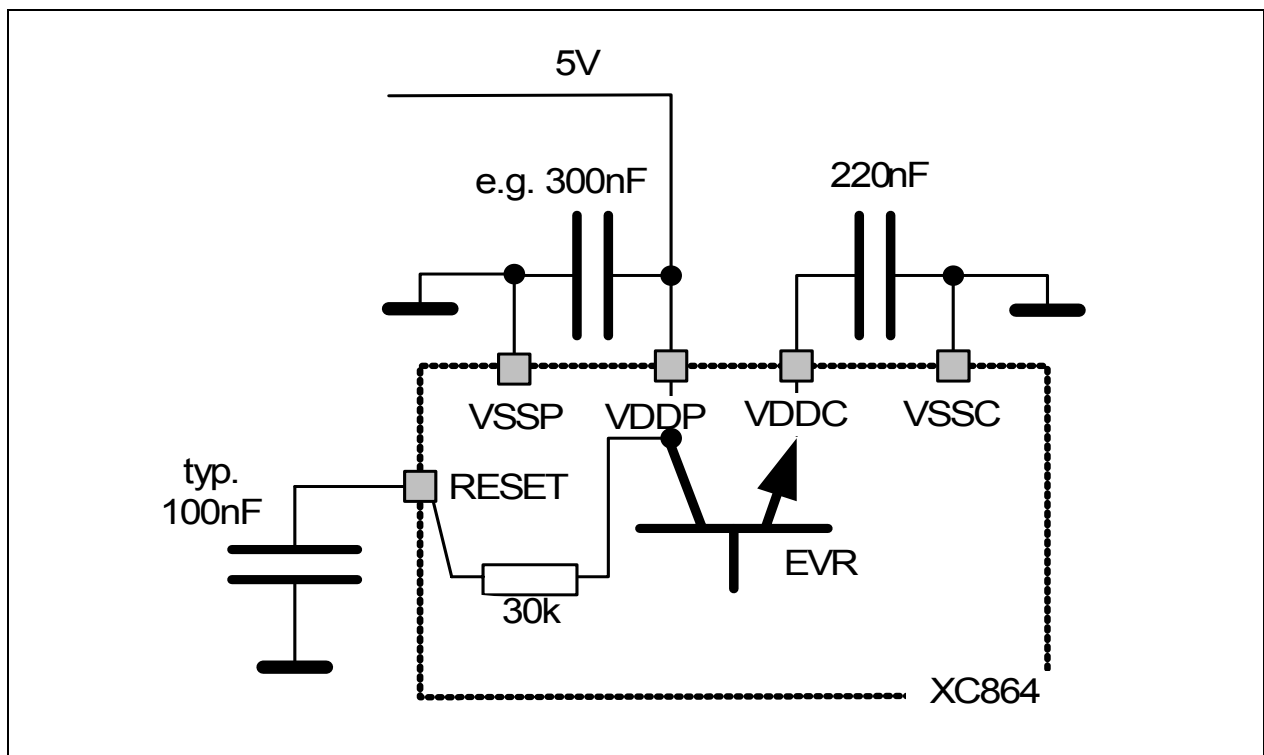 5V
e.g. 300nF
220nF
VSSP
VDDP
VDDC
VSSC
typ.
100nF
RESET
EVR
30k
XC864